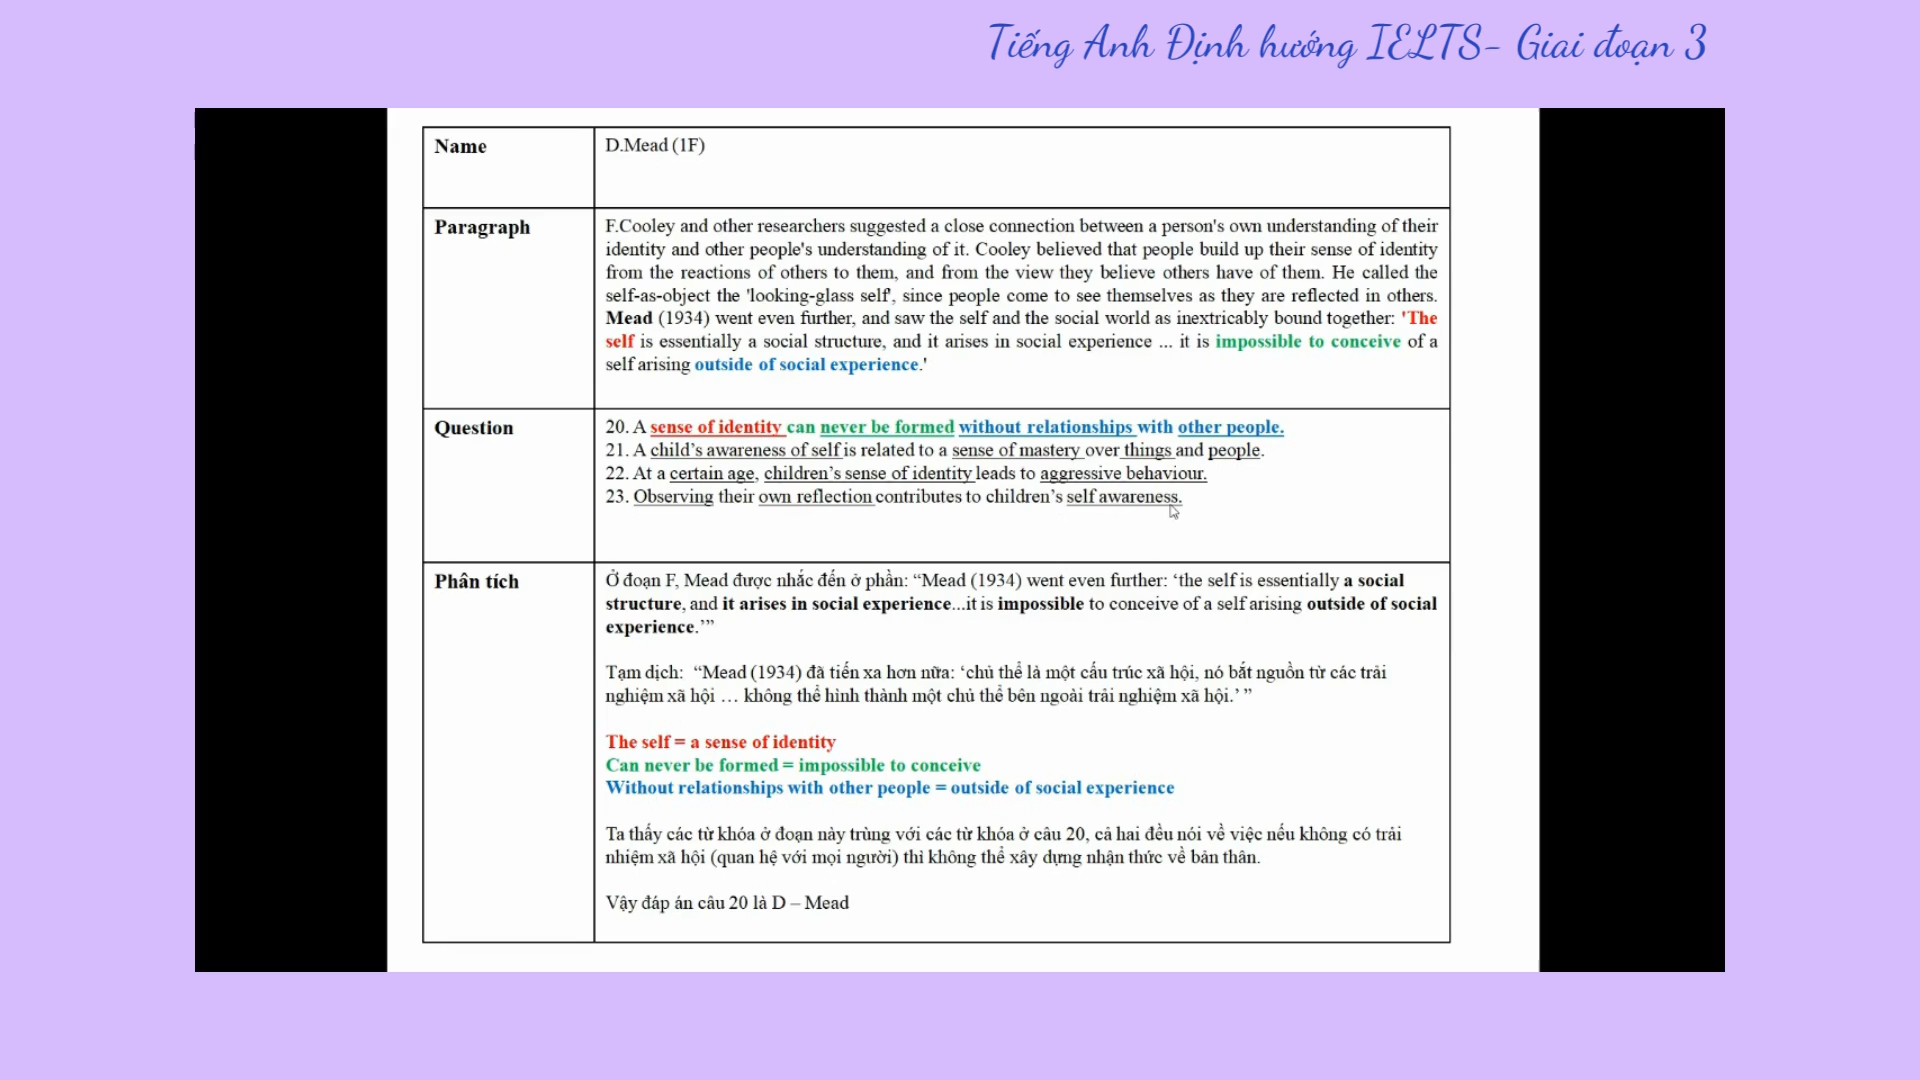 Tiếng Anh Định hướng IELTS- Giai đoạn 3
Name
D.Mead (1F)
Paragraph
F.Cooley and other researchers suggested a close connection between a person's own understanding of their
identity and other people's understanding of it. Cooley believed that people build up their sense of identity
from the reactions of others to them, and from the view they believe others have of them. He called the
self-as-object the 'looking-glass self', since people come to see themselves as they are reflected in others.
Mead (1934) went even further, and saw the self and the social world as inextricably bound together: 'The
self is essentially a social structure, and it arises in social experience ... it is impossible to conceive of a
self arising outside of social experience.'
Question
20. A sense of identity can never be formed without relationships with other people.
21. A child’s awareness of self is related to a sense of mastery over things and people.
22. At a certain age, children’s sense of identity leads to aggressive behaviour.
23. Observing their own reflection contributes to children’s self awareness.
Phân tích
Ở đoạn F, Mead được nhắc đến ở phần: “Mead (1934) went even further: ‘the self is essentially a social
structure, and it arises in social experience...it is impossible to conceive of a self arising outside of social
experience.’”
Tạm dịch: “Mead (1934) đã tiến xa hơn nữa: ‘chủ thể là một cấu trúc xã hội, nó bắt nguồn từ các trải
nghiệm xã hội … không thể hình thành một chủ thể bên ngoài trải nghiệm xã hội.’ ”
The self = a sense of identity
Can never be formed = impossible to conceive
Without relationships with other people = outside of social experience
Ta thấy các từ khóa ở đoạn này trùng với các từ khóa ở câu 20, cả hai đều nói về việc nếu không có trải
nhiệm xã hội (quan hệ với mọi người) thì không thể xây dựng nhận thức về bản thân.
Vậy đáp án câu 20 là D – Mead